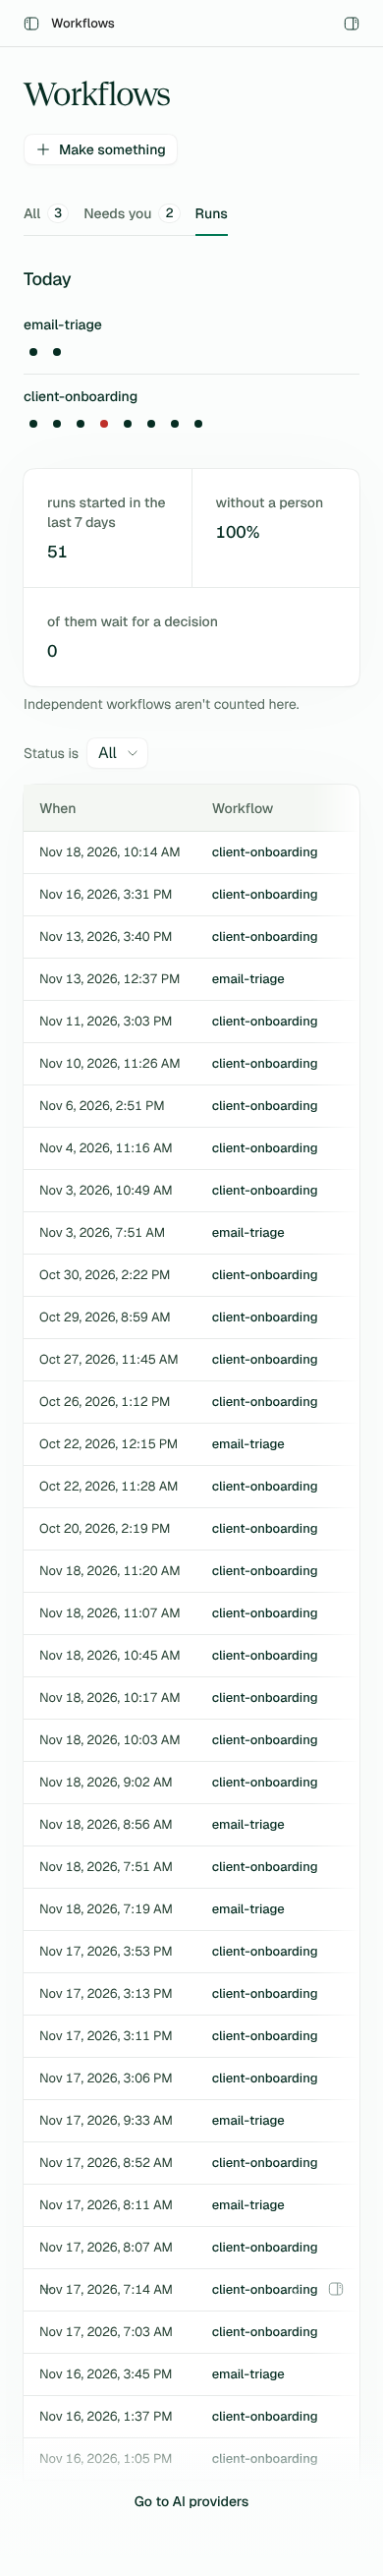 Workflows
Workflows
Make something
All 3 Needs you 2 Runs
Today
email-triage
client-onboarding
runs started in the
last 7 days
51
without a person
100%
of them wait for a decision
0
Independent workflows aren't counted here.
Status is All
When Workflow
Nov 18, 2026, 10:14 AM client-onboarding
Nov 16, 2026, 3:31 PM client-onboarding
Nov 13, 2026, 3:40 PM client-onboarding
Nov 13, 2026, 12:37 PM email-triage
Nov 11, 2026, 3:03 PM client-onboarding
Nov 10, 2026, 11:26 AM client-onboarding
Nov 6, 2026, 2:51 PM client-onboarding
Nov 4, 2026, 11:16 AM client-onboarding
Nov 3, 2026, 10:49 AM client-onboarding
Nov 3, 2026, 7:51 AM email-triage
Oct 30, 2026, 2:22 PM client-onboarding
Oct 29, 2026, 8:59 AM client-onboarding
Oct 27, 2026, 11:45 AM client-onboarding
Oct 26, 2026, 1:12 PM client-onboarding
Oct 22, 2026, 12:15 PM email-triage
Oct 22, 2026, 11:28 AM client-onboarding
Oct 20, 2026, 2:19 PM client-onboarding
Nov 18, 2026, 11:20 AM client-onboarding
Nov 18, 2026, 11:07 AM client-onboarding
Nov 18, 2026, 10:45 AM client-onboarding
Nov 18, 2026, 10:17 AM client-onboarding
Nov 18, 2026, 10:03 AM client-onboarding
Nov 18, 2026, 9:02 AM client-onboarding
Nov 18, 2026, 8:56 AM email-triage
Nov 18, 2026, 7:51 AM client-onboarding
Nov 18, 2026, 7:19 AM email-triage
Nov 17, 2026, 3:53 PM client-onboarding
Nov 17, 2026, 3:13 PM client-onboarding
Nov 17, 2026, 3:11 PM client-onboarding
Nov 17, 2026, 3:06 PM client-onboarding
Nov 17, 2026, 9:33 AM email-triage
Nov 17, 2026, 8:52 AM client-onboarding
Nov 17, 2026, 8:11 AM email-triage
Nov 17, 2026, 8:07 AM client-onboarding
Nov 17, 2026, 7:14 AM client-onboarding
Nov 17, 2026, 7:03 AM client-onboarding
Nov 16, 2026, 3:45 PM email-triage
Nov 16, 2026, 1:37 PM client-onboarding
Nov 16, 2026, 1:05 PM client-onboarding
Go to AI providers